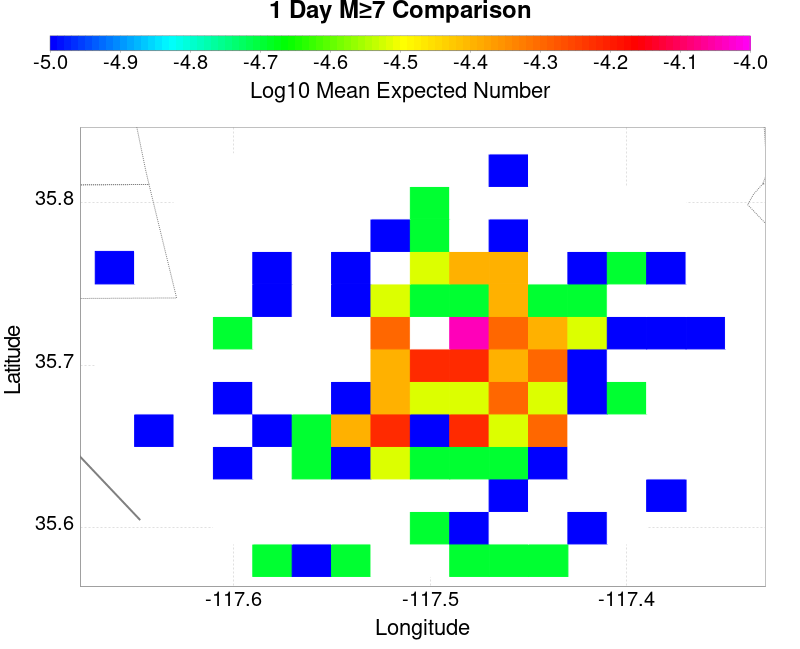 1 Day M≥7 Comparison
-5.0 -4.9 -4.8 -4.7 -4.6 -4.5 -4.4 -4.3 -4.2 -4.1 -4.0
Log10 Mean Expected Number
35.8
35.7
Latitude
35.6
-117.6 -117.5 -117.4
Longitude